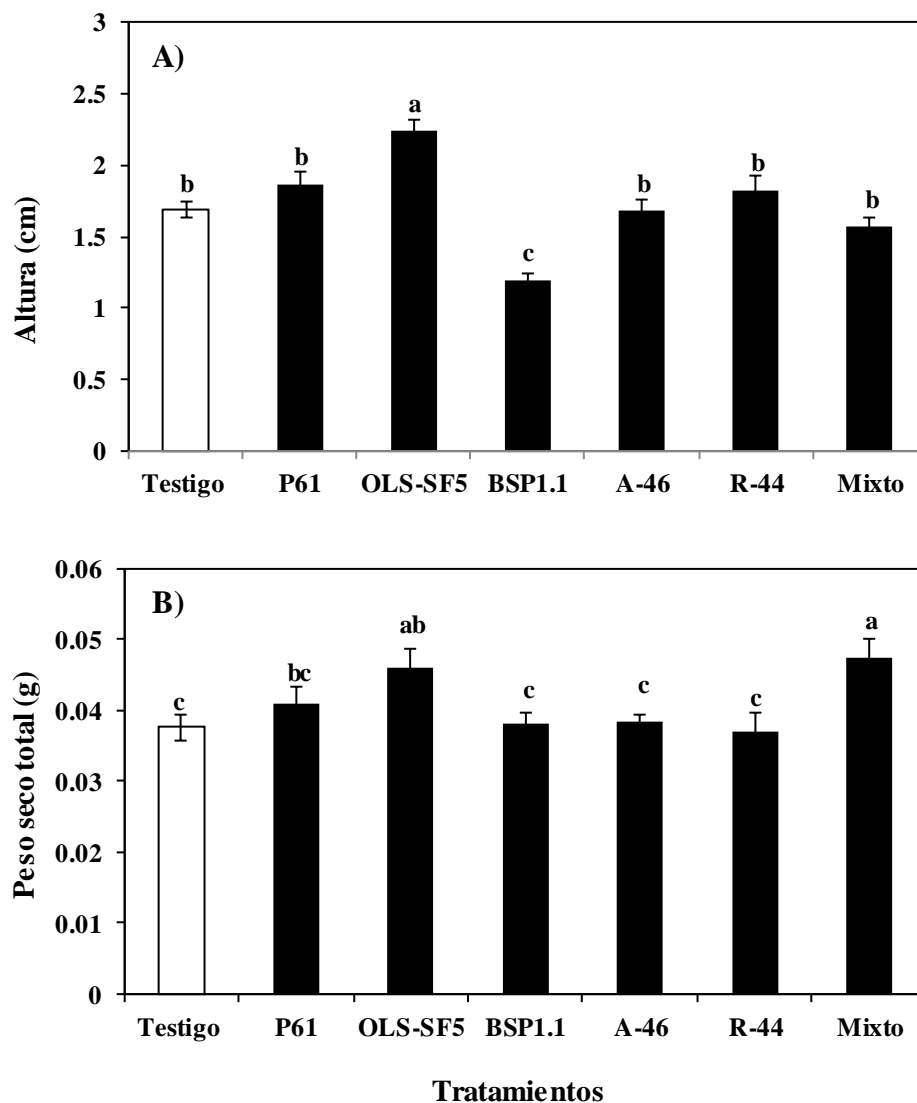 A)
Altura (cm)
3
2.5
2
1.5
1
0.5
0
b
b
a
c
b
b
b
Testigo P61 OLS-SF5 BSP1.1 A-46 R-44 Mixto
B)
Peso seco total (g)
0.06
0.05
0.04
0.03
0.02
0.01
0
c
bc
ab
c
c
c
a
Testigo P61 OLS-SF5 BSP1.1 A-46 R-44 Mixto
Tratamientos